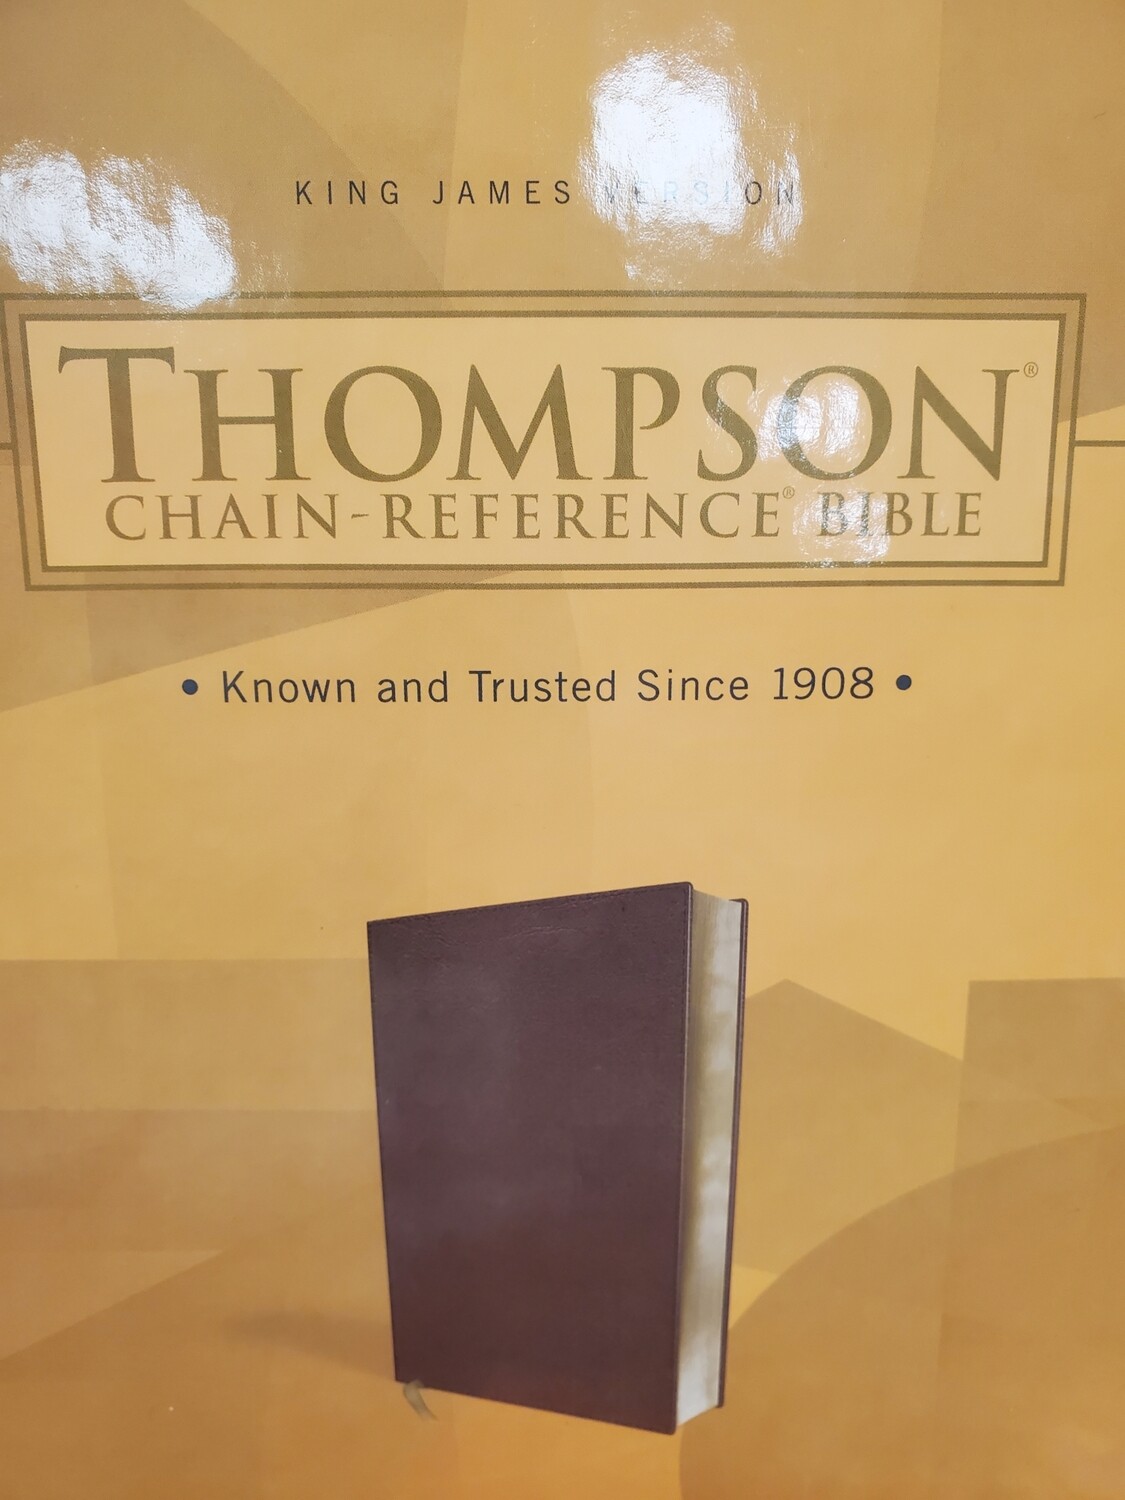 KING JAMES VERSION
THOMPSON®
CHAIN-REFERENCE® BIBLE
• Known and Trusted Since 1908 •